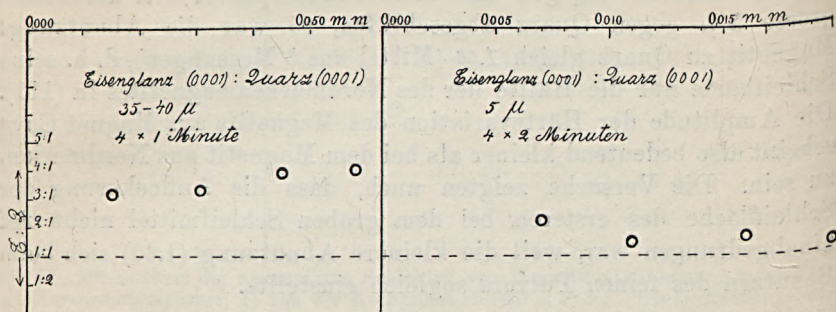 0,000 0,050 mm 0,000 0,005 0,010 0,015 mm
Eisenglanz (0001) : Quarz (0001)
35-40 µ
4 × 1 Minute
Eisenglanz (0001) : Quarz (0001)
5 µ
4 × 2 Minuten
5:1
4:1
3:1
2:1
1:1
1:2
← E : Q →